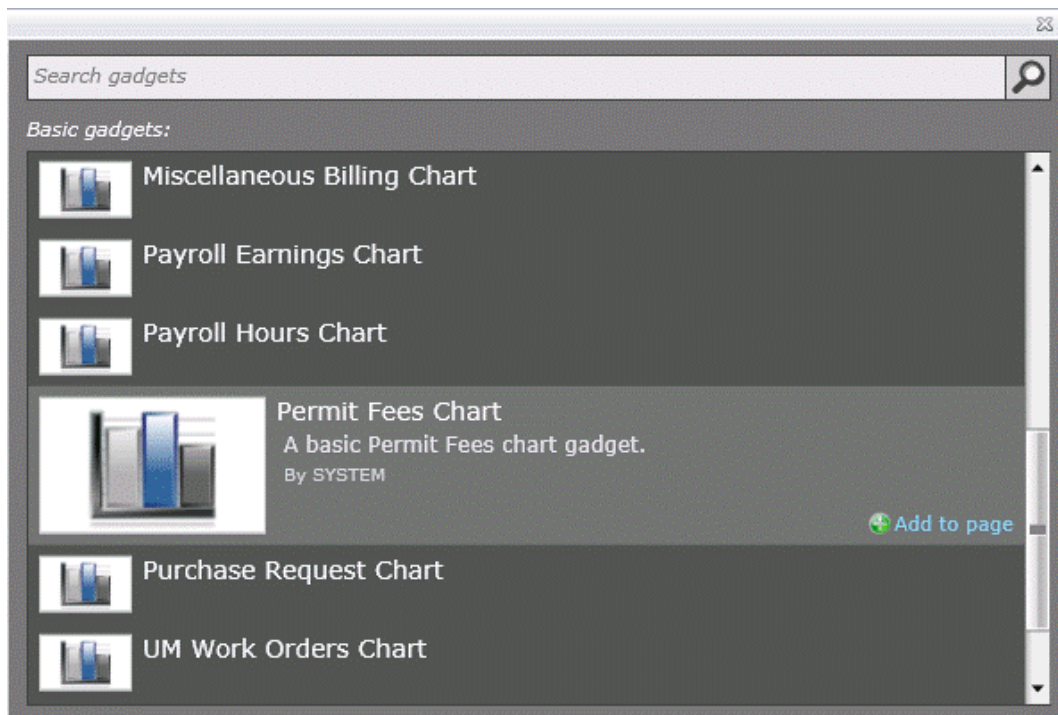 Search gadgets
Basic gadgets:
Miscellaneous Billing Chart
Payroll Earnings Chart
Payroll Hours Chart
Permit Fees Chart
A basic Permit Fees chart gadget.
By SYSTEM
Add to page
Purchase Request Chart
UM Work Orders Chart